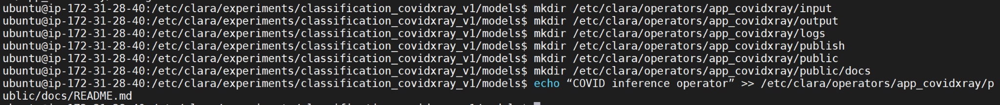 ubuntu@ip-172-31-28-40:/etc/clara/experiments/classification_covidxray_v1/models$ mkdir /etc/clara/operators/app_covidxray/input
ubuntu@ip-172-31-28-40:/etc/clara/experiments/classification_covidxray_v1/models$ mkdir /etc/clara/operators/app_covidxray/output
ubuntu@ip-172-31-28-40:/etc/clara/experiments/classification_covidxray_v1/models$ mkdir /etc/clara/operators/app_covidxray/logs
ubuntu@ip-172-31-28-40:/etc/clara/experiments/classification_covidxray_v1/models$ mkdir /etc/clara/operators/app_covidxray/publish
ubuntu@ip-172-31-28-40:/etc/clara/experiments/classification_covidxray_v1/models$ mkdir /etc/clara/operators/app_covidxray/public
ubuntu@ip-172-31-28-40:/etc/clara/experiments/classification_covidxray_v1/models$ mkdir /etc/clara/operators/app_covidxray/public/docs
ubuntu@ip-172-31-28-40:/etc/clara/experiments/classification_covidxray_v1/models$ echo “COVID inference operator” >> /etc/clara/operators/app_covidxray/p
ublic/docs/README.md